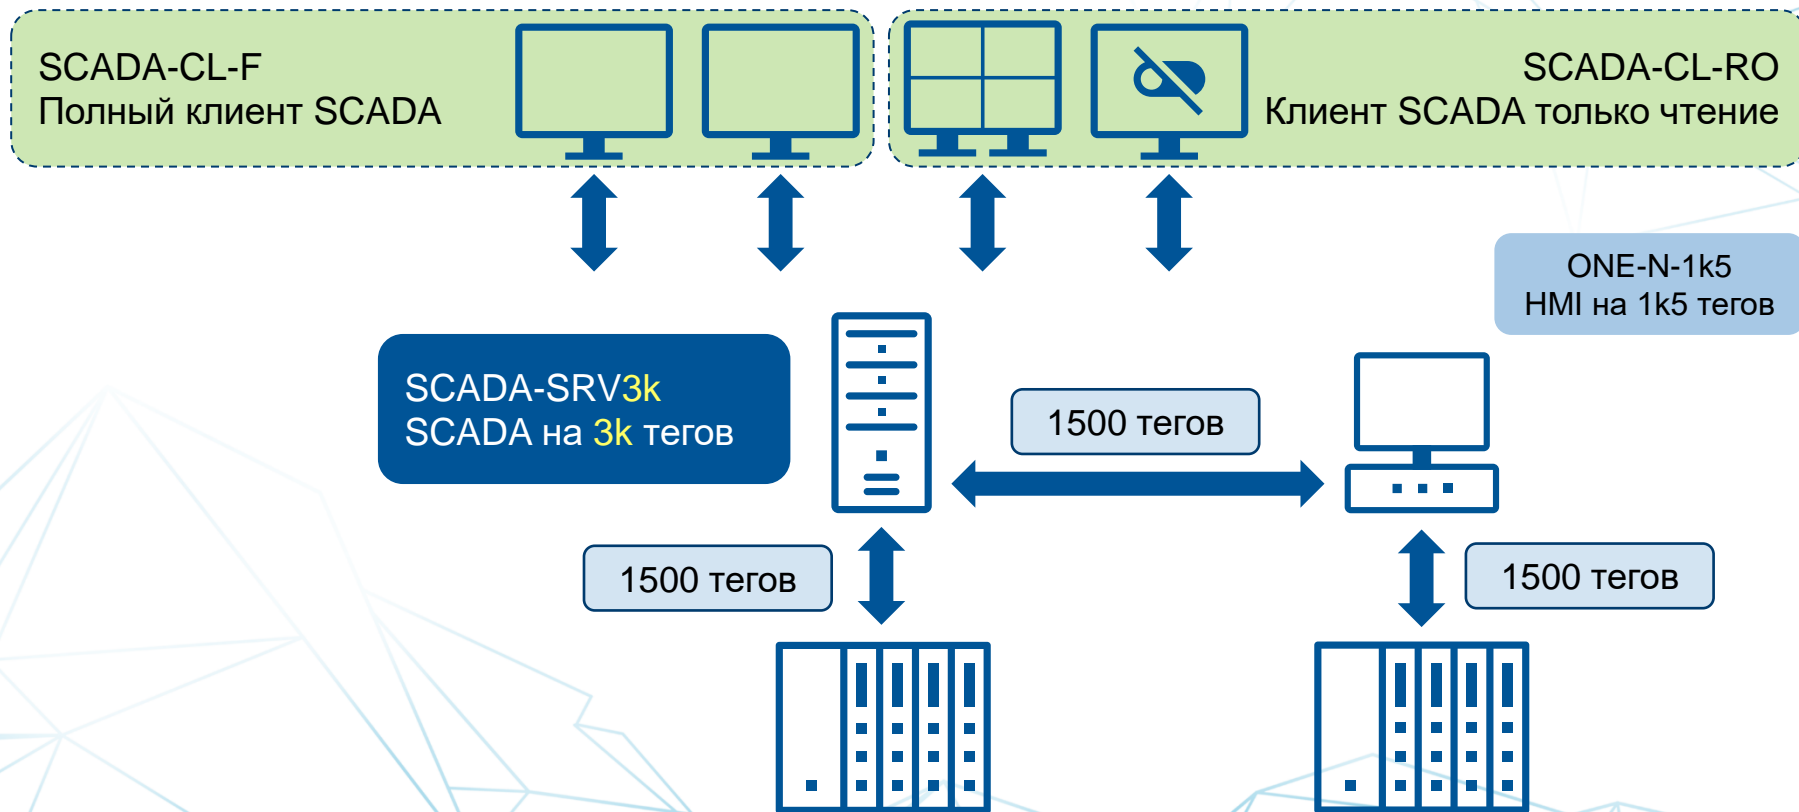 SCADA-CL-F
Полный клиент SCADA
SCADA-CL-RO
Клиент SCADA только чтение
ONE-N-1k5
HMI на 1k5 тегов
SCADA-SRV3k
SCADA на 3k тегов
1500 тегов
1500 тегов
1500 тегов